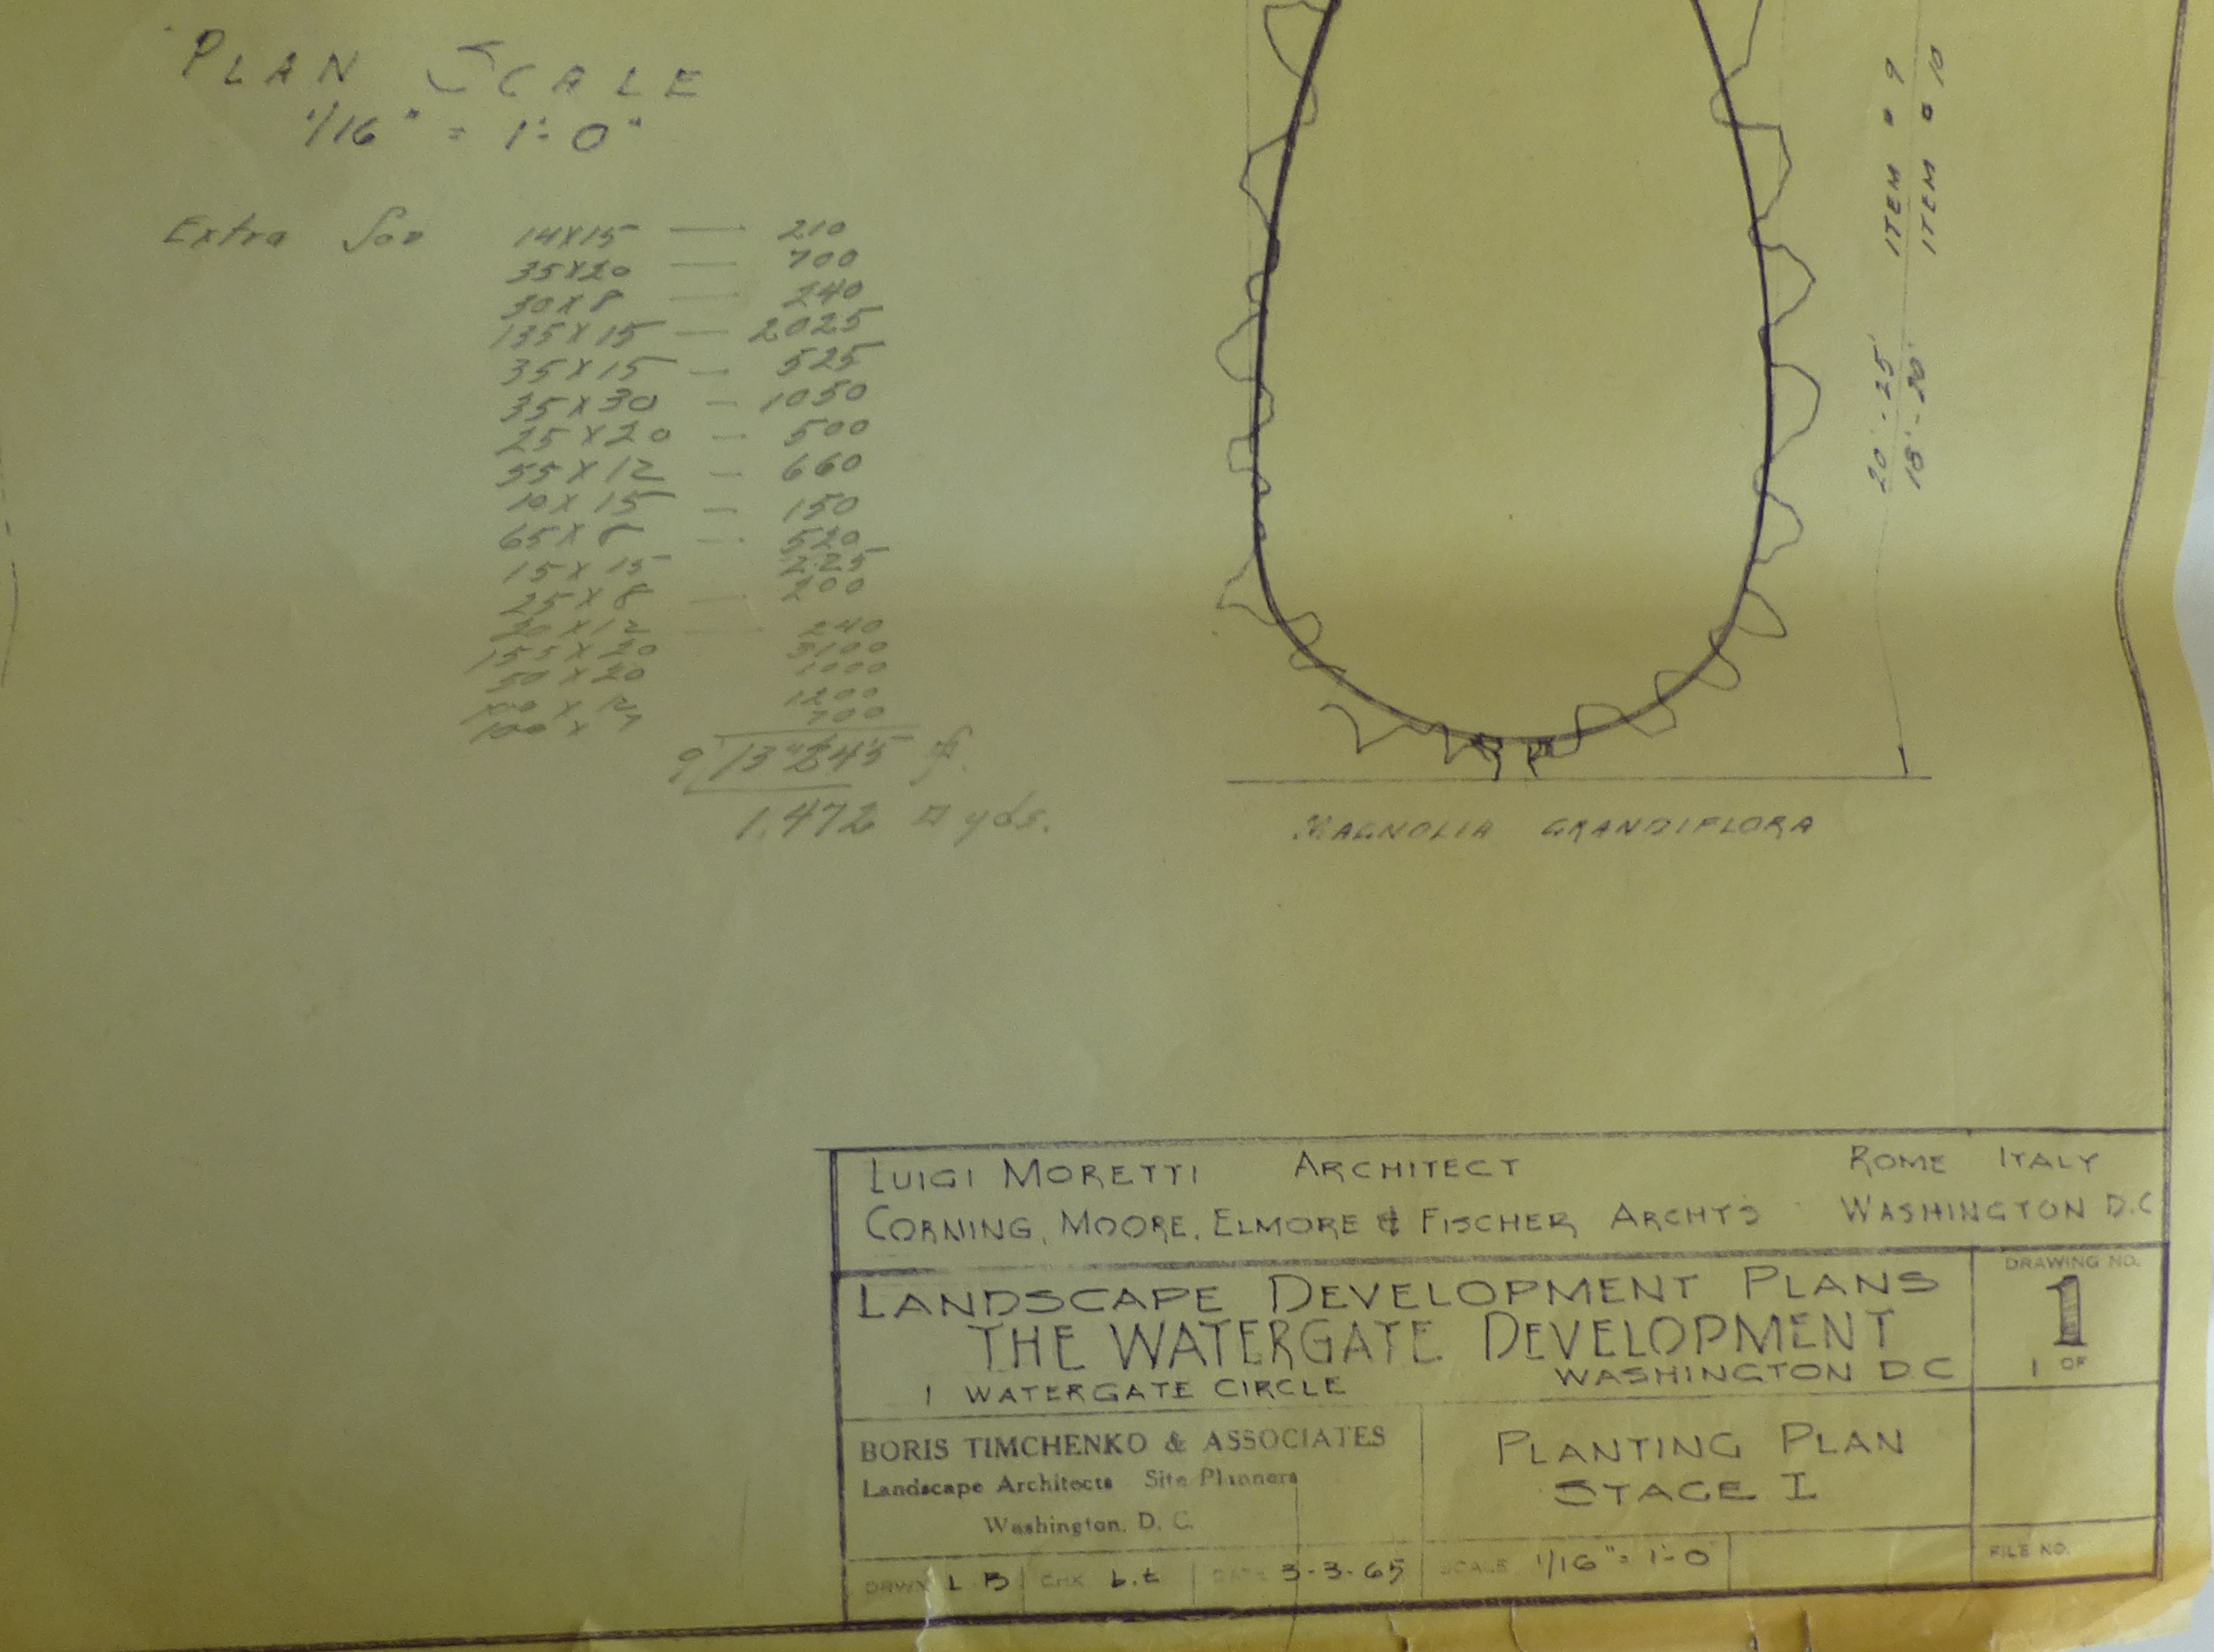 PLAN SCALE
1/16" = 1'-0"
Extra Sod 14x15 — 210
35x20 — 700
30x8 — 240
135x15 — 2025
35x15 — 525
35x30 — 1050
25x20 — 500
55x12 — 660
10x15 — 150
65x8 — 520
15x15 225
25x8 — 200
20x12 — 240
155x20 3100
50x20 1000
100x12 1200
100x7 700
9
1,472 □ yds.
ITEM □ 9
ITEM □ 10
20'-25'
18'-20'
MAGNOLIA GRANDIFLORA
LUIGI MORETTI ARCHITECT ROME ITALY
CORNING, MOORE, ELMORE & FISCHER ARCHTS WASHINGTON D.C
LANDSCAPE DEVELOPMENT PLANS
THE WATERGATE DEVELOPMENT
1 WATERGATE CIRCLE WASHINGTON D C
DRAWING NO.
1
1 OF
BORIS TIMCHENKO & ASSOCIATES
Landscape Architects Site Planners
Washington, D. C.
PLANTING PLAN
STAGE I
DRWN L B CHK b.t DATE 3-3-65 SCALE 1/16" = 1'-0
FILE NO.